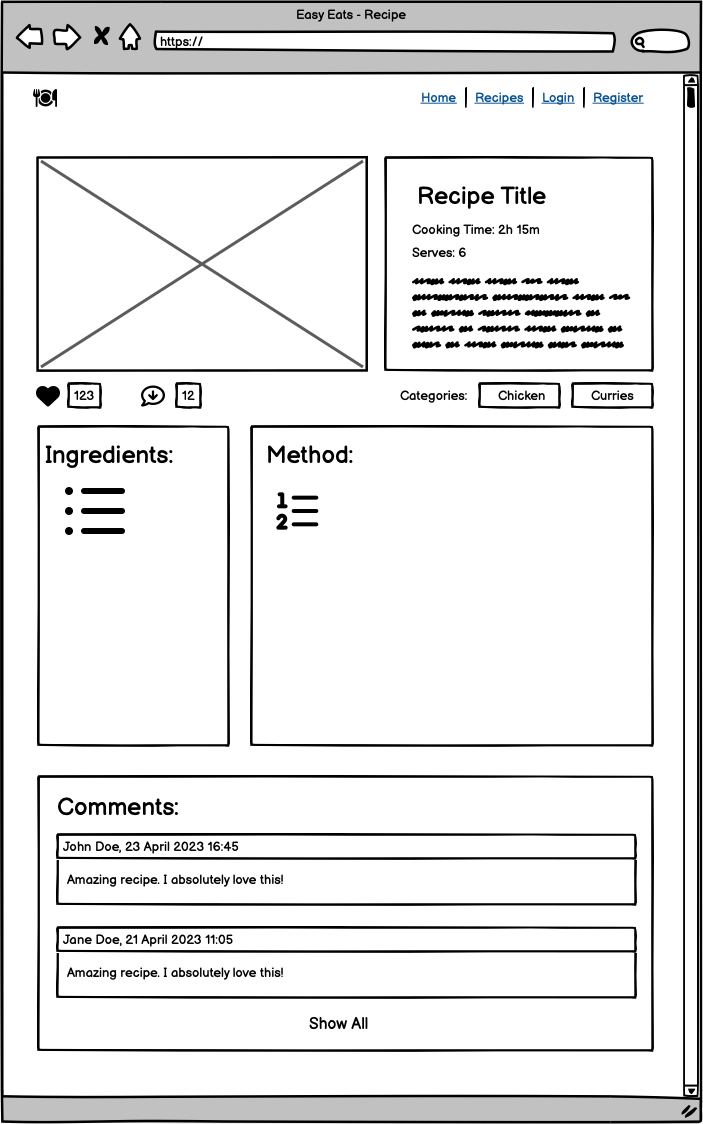 Easy Eats - Recipe
https://
Home Recipes Login Register
Recipe Title
Cooking Time: 2h 15m
Serves: 6
123 12 Categories: Chicken Curries
Ingredients:
Method:
1
2
Comments:
John Doe, 23 April 2023 16:45
Amazing recipe. I absolutely love this!
Jane Doe, 21 April 2023 11:05
Amazing recipe. I absolutely love this!
Show All